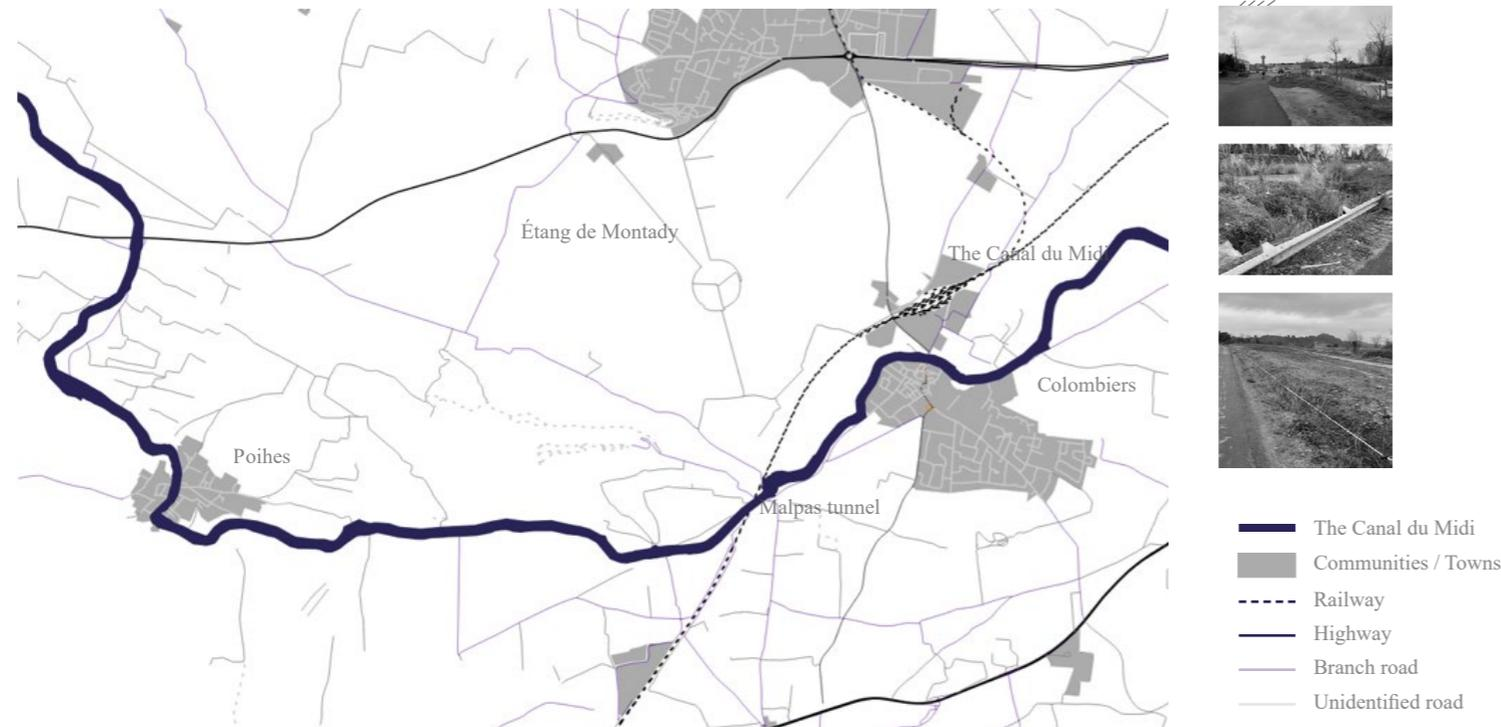 Étang de Montady
The Canal du Midi
Colombiers
Poihes
Malpas tunnel
The Canal du Midi
Communities / Towns
Railway
Highway
Branch road
Unidentified road